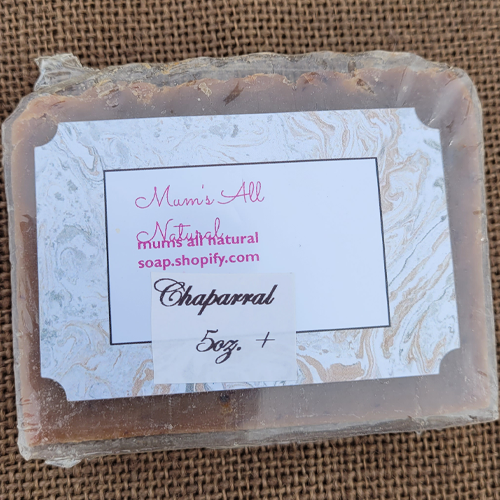 Mum's All
Natural
mums all natural
soap.shopify.com
Chaparral
5oz. +